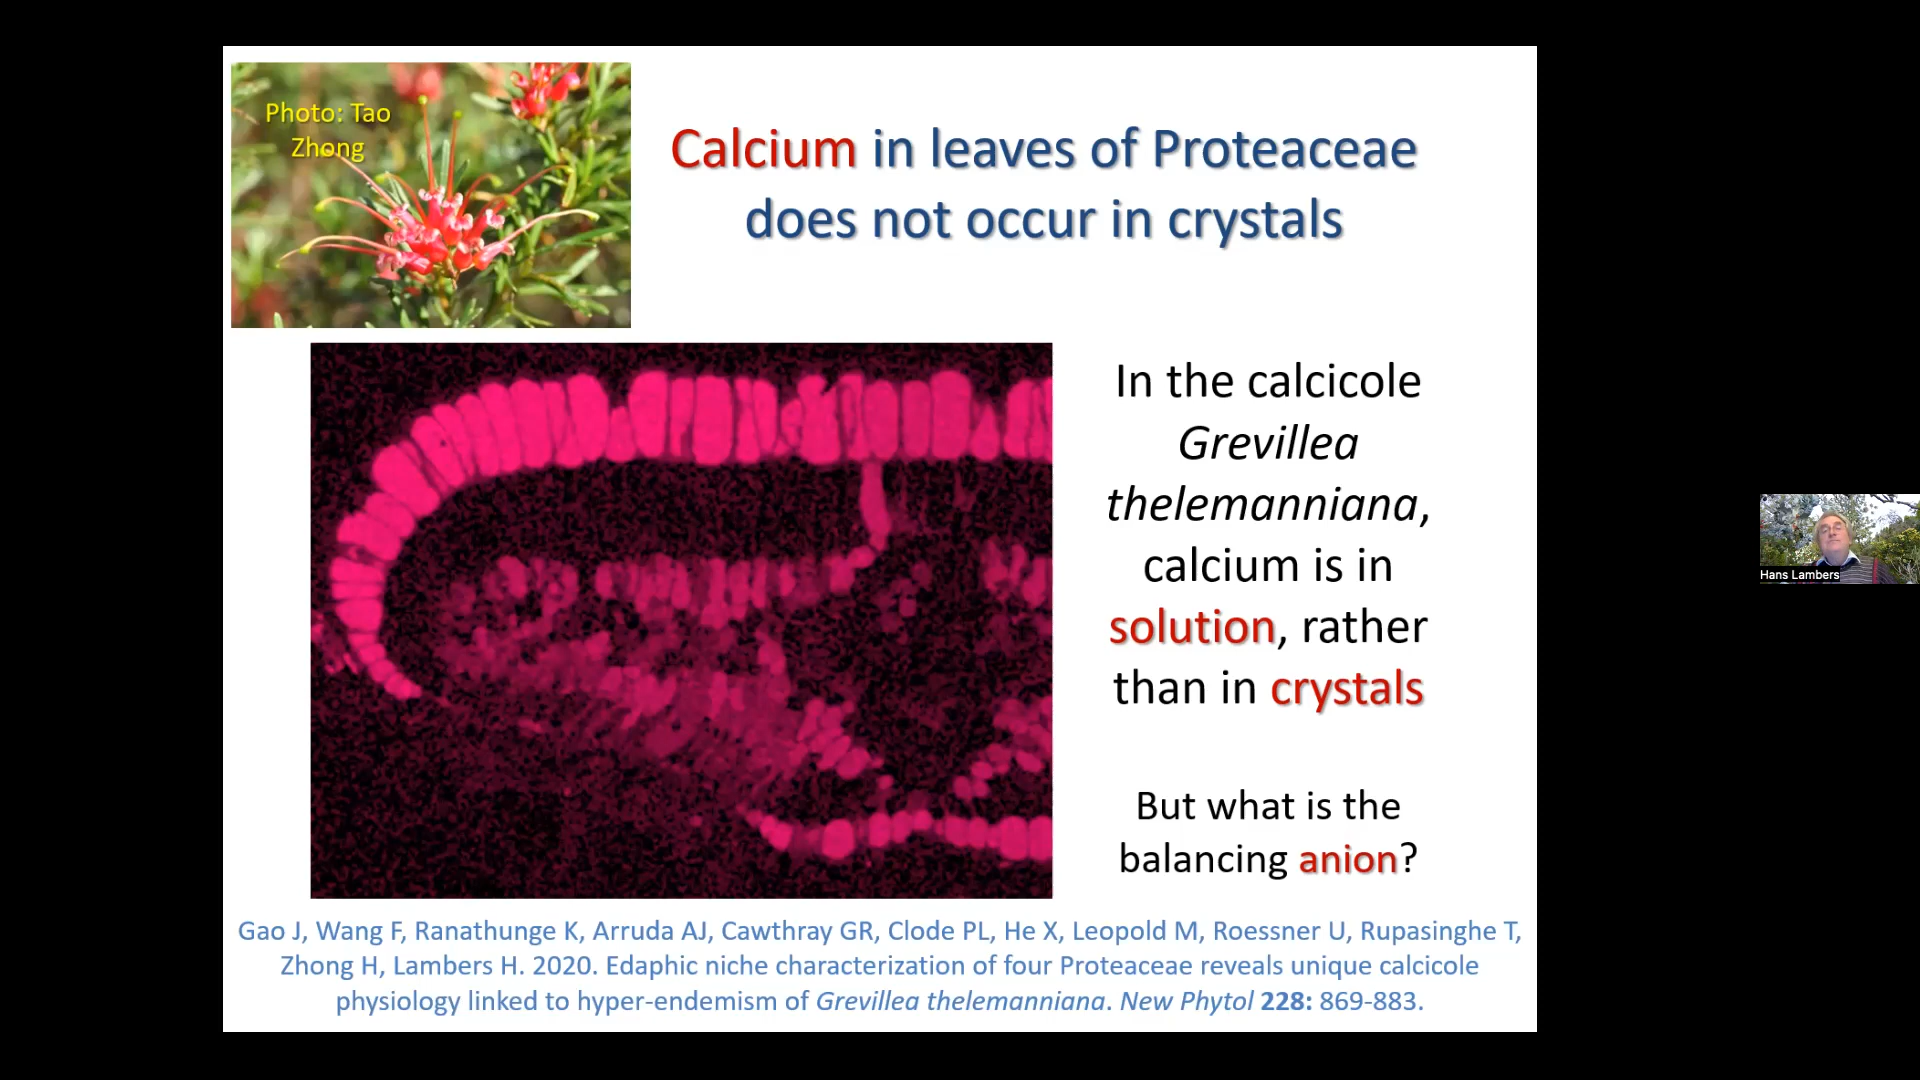 Photo: Tao
Zhong
Calcium in leaves of Proteaceae
does not occur in crystals
In the calcicole
Grevillea
thelemanniana,
calcium is in
solution, rather
than in crystals
But what is the
balancing anion?
Gao J, Wang F, Ranathunge K, Arruda AJ, Cawthray GR, Clode PL, He X, Leopold M, Roessner U, Rupasinghe T,
Zhong H, Lambers H. 2020. Edaphic niche characterization of four Proteaceae reveals unique calcicole
physiology linked to hyper-endemism of Grevillea thelemanniana. New Phytol 228: 869-883.
Hans Lambers